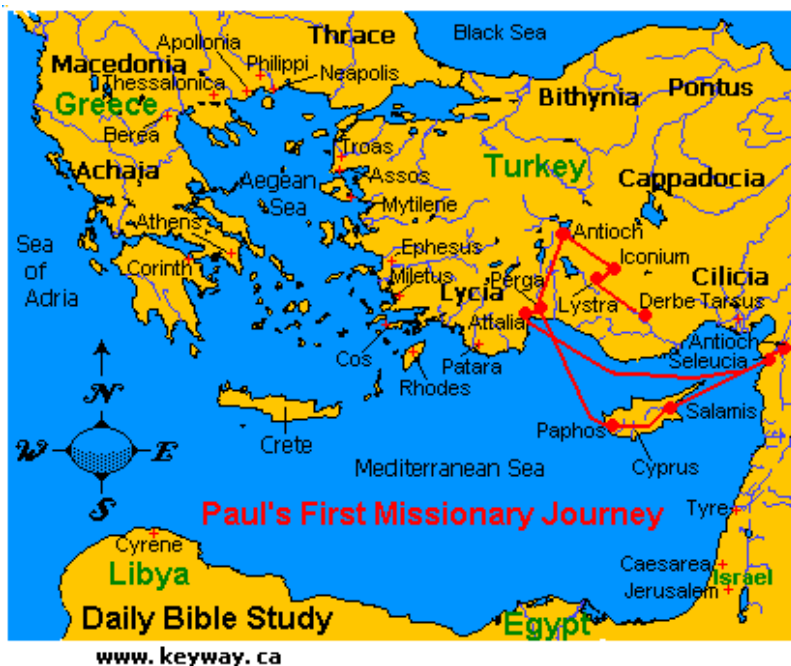 Black Sea
Thrace
Apollonia
Philippi
Macedonia
Neapolis
Thessalonica
Pontus
Bithynia
Greece
Berea
Troas
Turkey
Achaja
Aegean
Sea
Assos
Cappadocia
Mytilene
Athens
Antioch
Sea
of
Adria
Corinth
Ephesus
Iconium
Miletus
Perga
Cilicia
Lycia
Lystra
Derbe
Tarsus
Attalia
Antioch
Cos
Patara
Seleucia
Rhodes
N
Salamis
Crete
Paphos
W
E
Cyprus
Mediterranean Sea
S
Paul's First Missionary Journey
Tyre
Cyrene
Libya
Caesarea
Israel
Jerusalem
Daily Bible Study
Egypt
www.keyway.ca